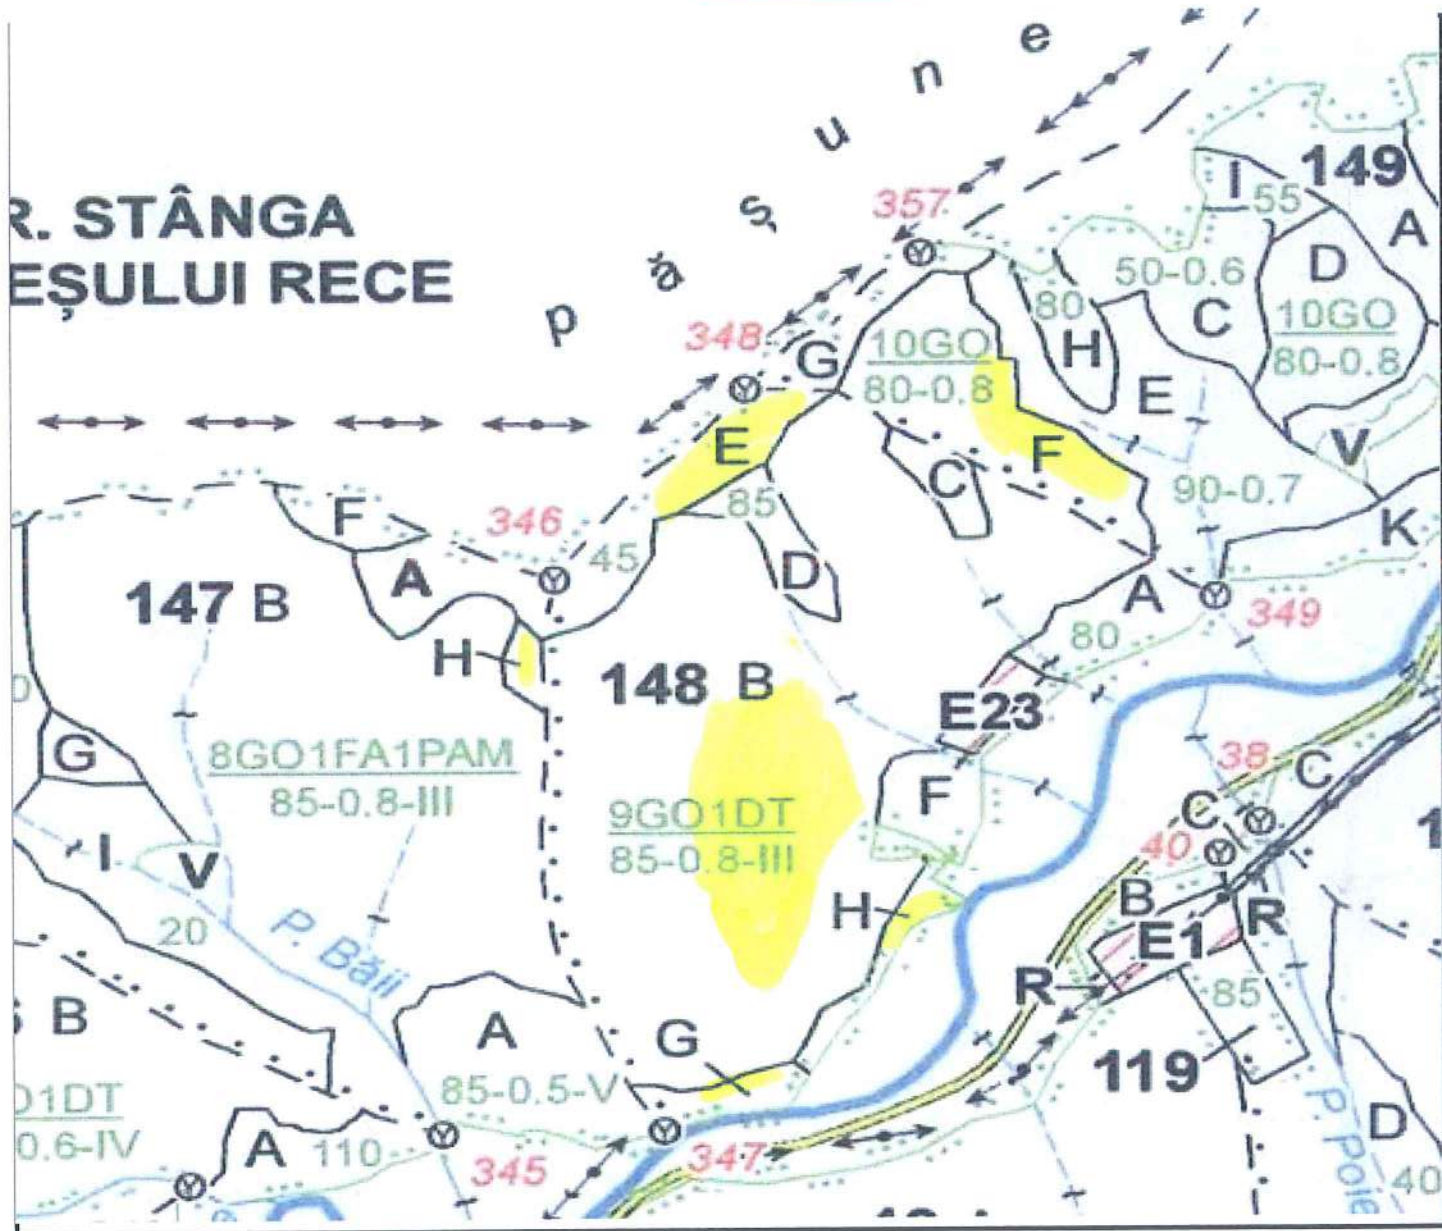 pășune
R. STÂNGA
EȘULUI RECE
357
149
I
55
A
D
50-0.6
C
10GO
80-0.8
80
H
348
G
10GO
80-0.8
E
E
F
V
C
90-0.7
85
K
F
346
45
A
D
A
147 B
349
80
H
148 B
E23
G
8GO1FA1PAM
85-0.8-III
38
C
F
9GO1DT
85-0.8-III
C
I
V
40
H
B
R
20
E1
P. Băii
R
85
B
A
G
119
85-0.5-V
1DT
0.6-IV
D
A
110
345
347
P. Poie
40